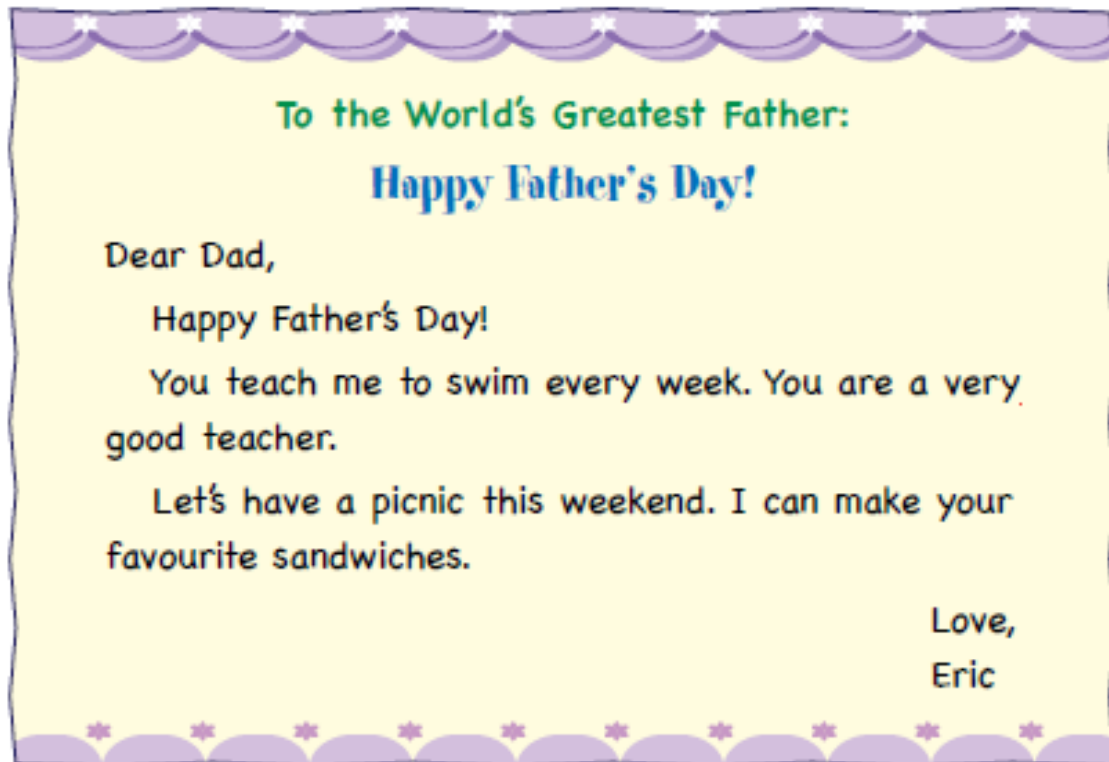 To the World's Greatest Father:
Happy Father's Day!
Dear Dad,
Happy Father's Day!
You teach me to swim every week. You are a very
good teacher.
Let's have a picnic this weekend. I can make your
favourite sandwiches.
Love,
Eric